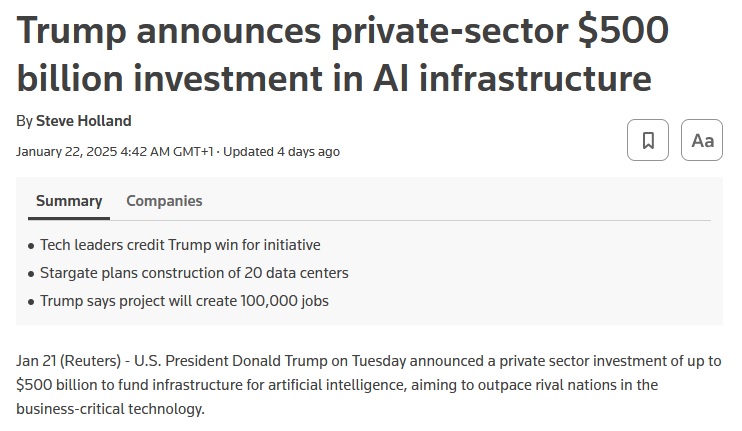 Trump announces private-sector $500
billion investment in AI infrastructure
By Steve Holland
January 22, 2025 4:42 AM GMT+1 · Updated 4 days ago
Aa
Summary Companies
• Tech leaders credit Trump win for initiative
• Stargate plans construction of 20 data centers
• Trump says project will create 100,000 jobs
Jan 21 (Reuters) - U.S. President Donald Trump on Tuesday announced a private sector investment of up to
$500 billion to fund infrastructure for artificial intelligence, aiming to outpace rival nations in the
business-critical technology.